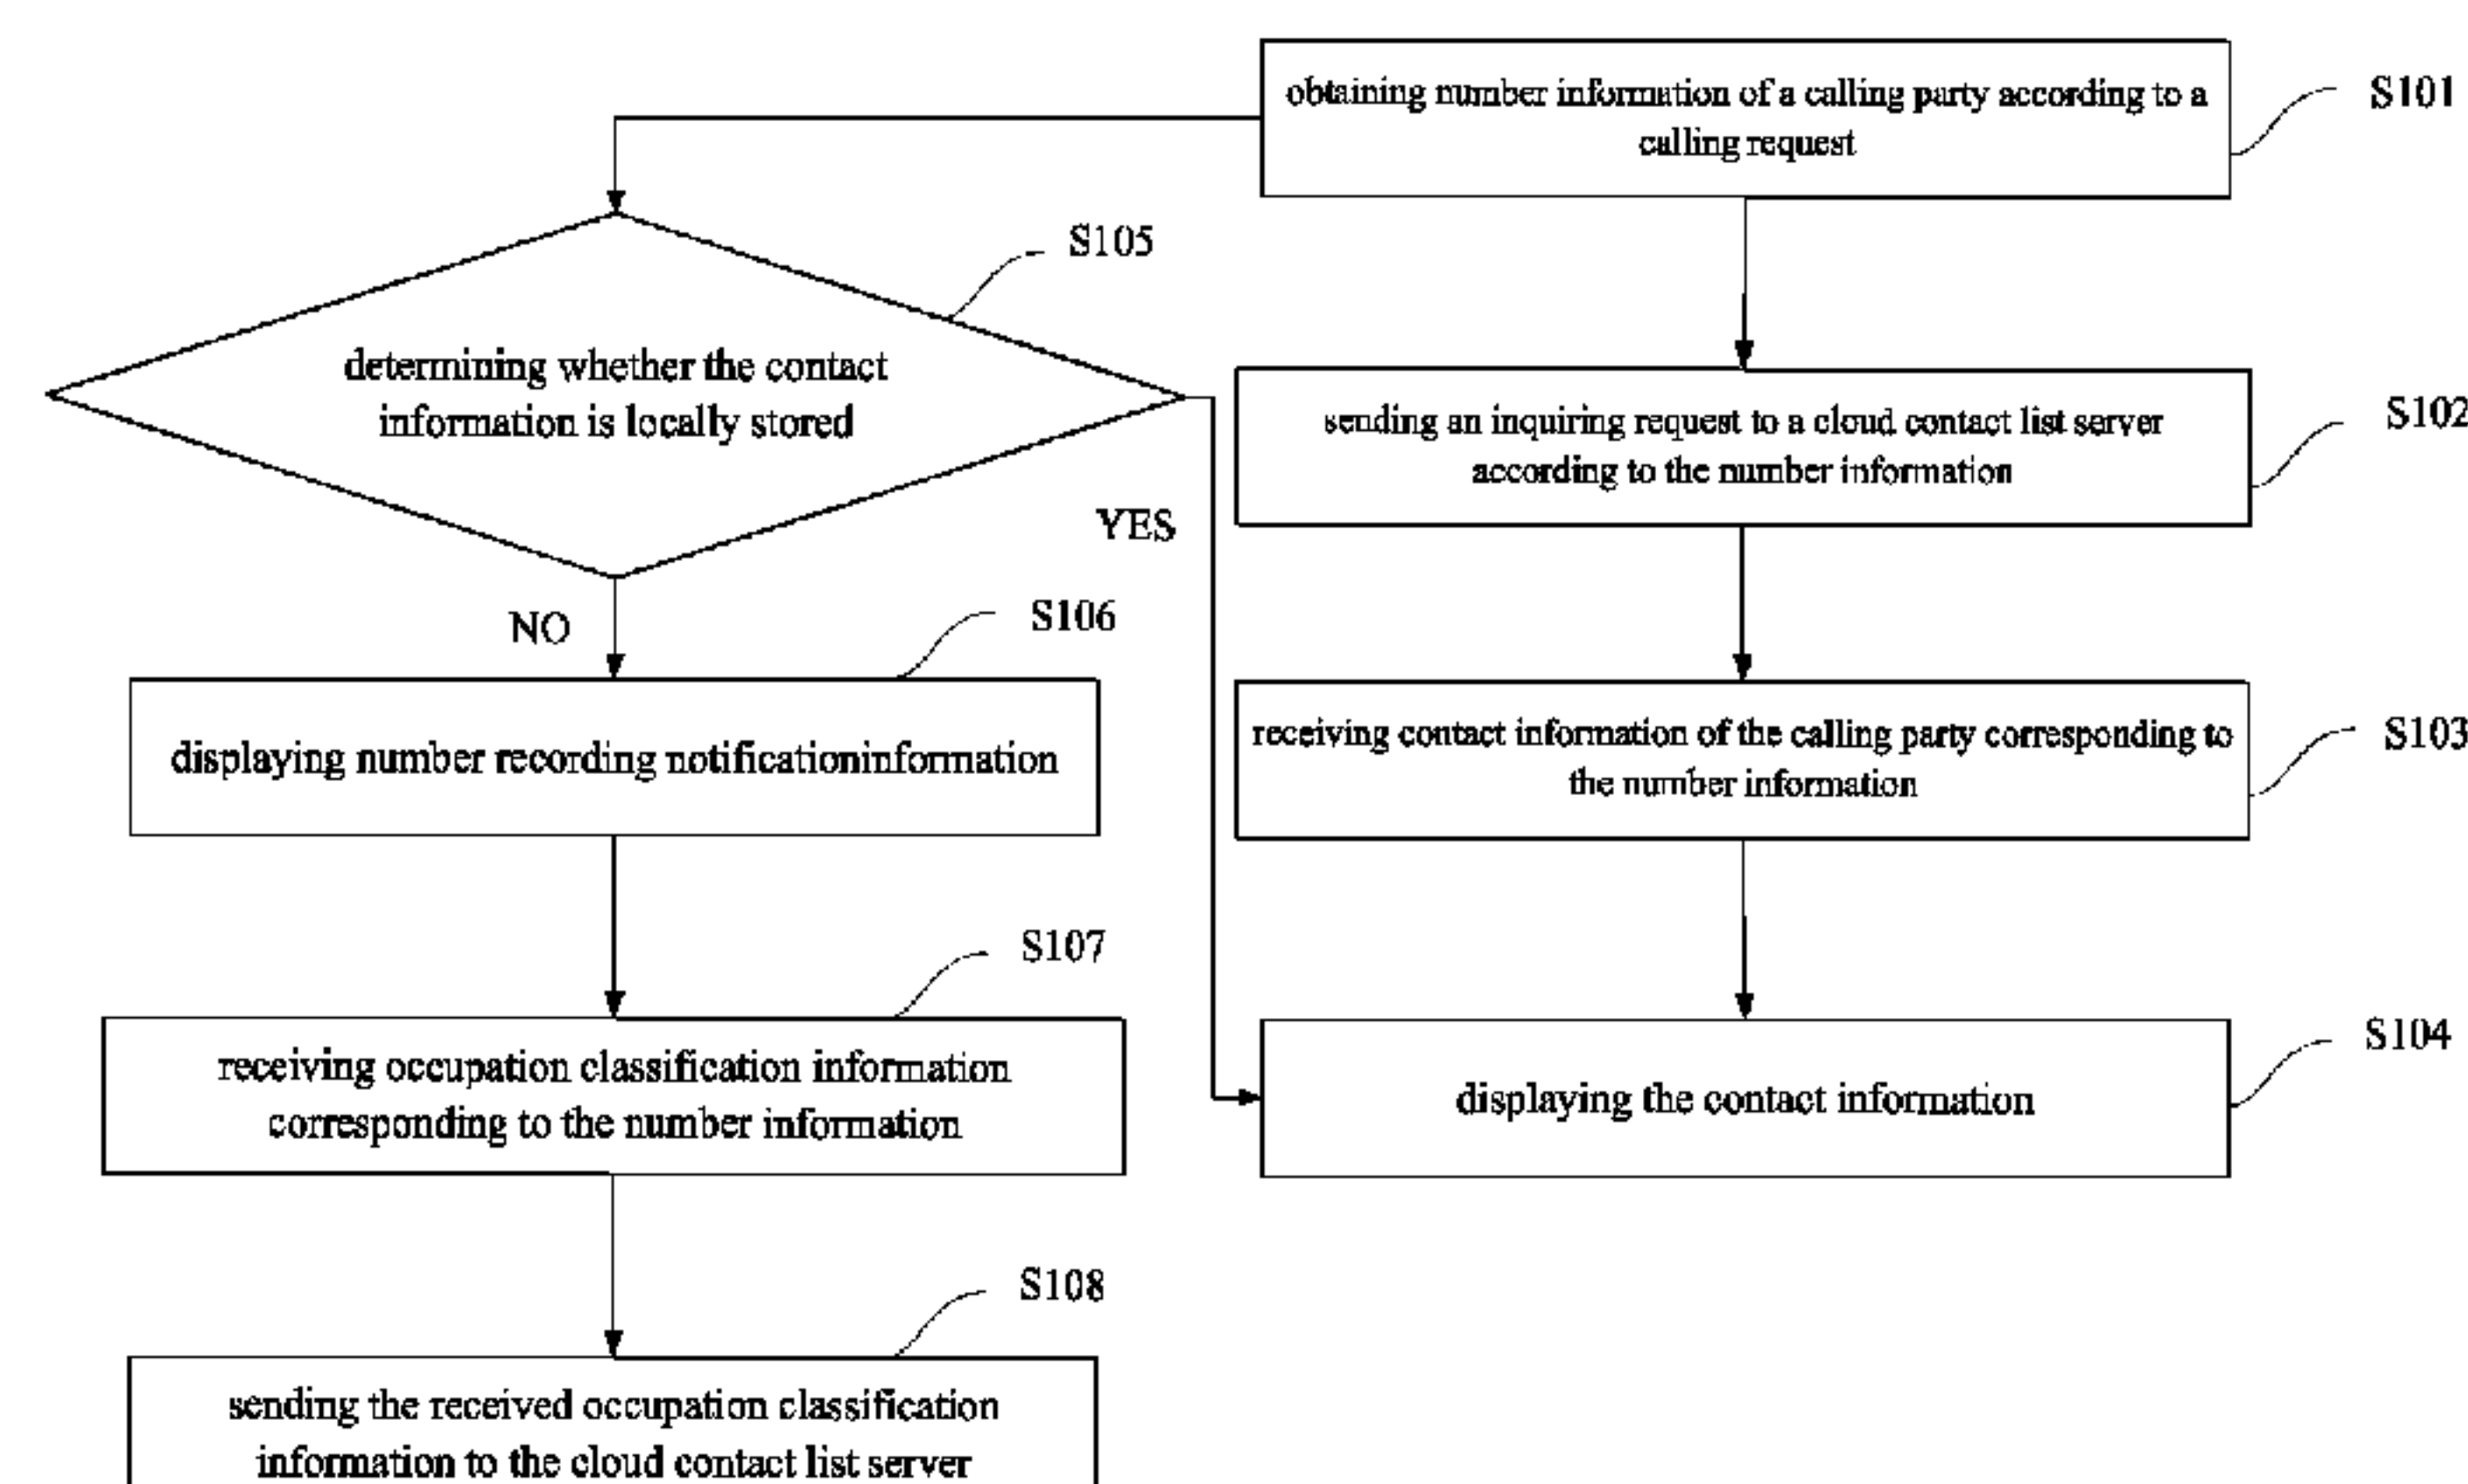 obtaining number information of a calling party according to a
calling request
S101
S105
determining whether the contact
information is locally stored
sending an inquiring request to a cloud contact list server
according to the number information
S102
YES
NO
S106
displaying number recording notificationinformation
receiving contact information of the calling party corresponding to
the number information
S103
S107
receiving occupation classification information
corresponding to the number information
displaying the contact information
S104
S108
sending the received occupation classification
information to the cloud contact list server